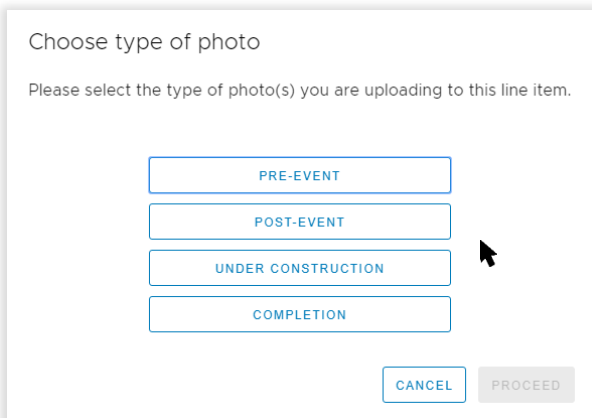 Choose type of photo
Please select the type of photo(s) you are uploading to this line item.
PRE-EVENT
POST-EVENT
UNDER CONSTRUCTION
COMPLETION
CANCEL PROCEED